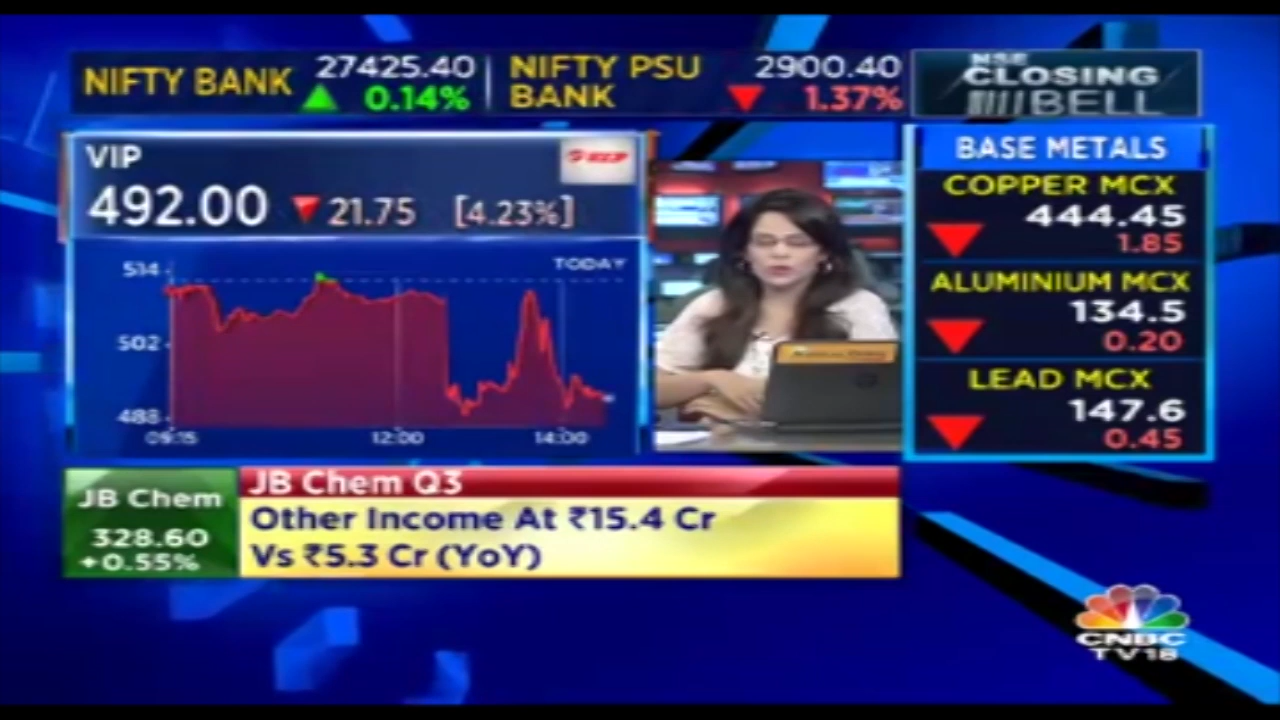 NIFTY BANK 27425.40
0.14%
NIFTY PSU
BANK 2900.40
1.37%
NSE
CLOSING
BELL
VIP
492.00 21.75 [4.23%]
TODAY
514
502
488
09:15 12:00 14:00
BASE METALS
COPPER MCX
444.45
1.85
ALUMINIUM MCX
134.5
0.20
LEAD MCX
147.6
0.45
JB Chem
328.60
+0.55%
JB Chem Q3
Other Income At ₹15.4 Cr
Vs ₹5.3 Cr (YoY)
CNBC
TV18